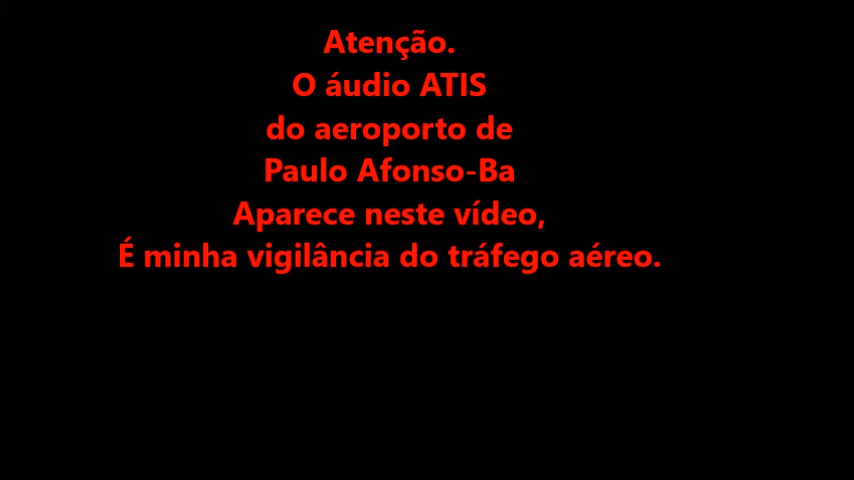 Atenção.
O áudio ATIS
do aeroporto de
Paulo Afonso-Ba
Aparece neste vídeo,
É minha vigilância do tráfego aéreo.